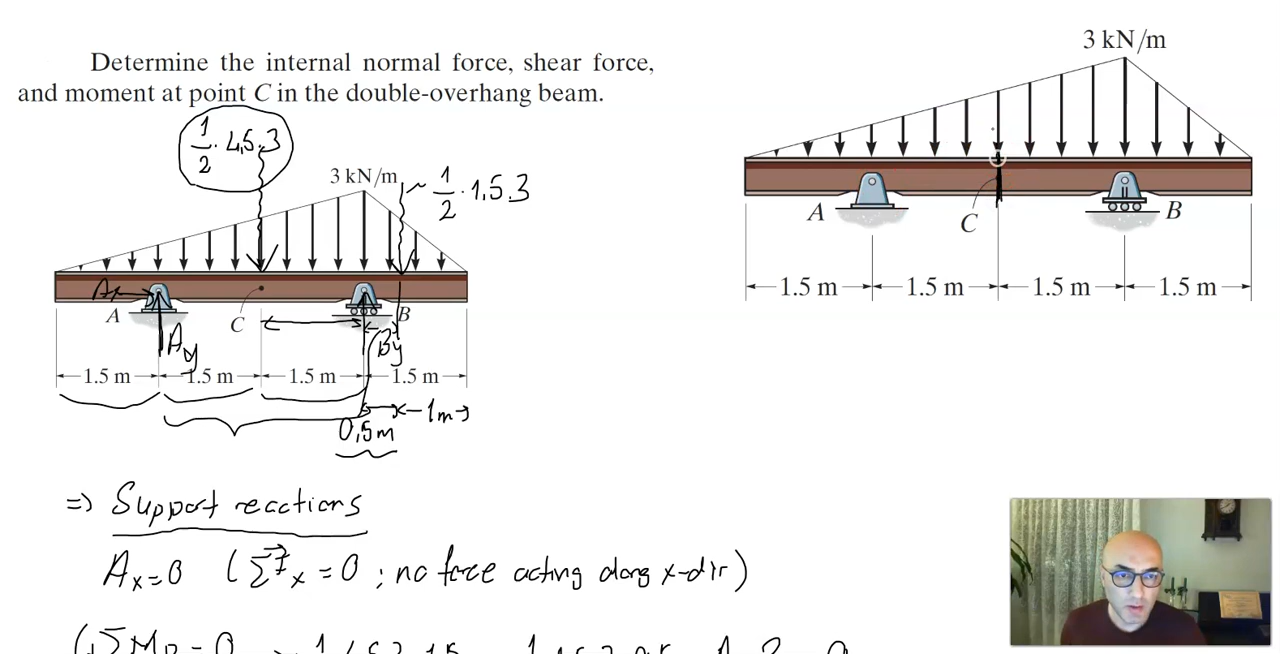 Determine the internal normal force, shear force,
and moment at point C in the double-overhang beam.
1/2 · 4,5·3
3 kN/m
1/2 · 1,5·3
Ax
A
Ay
C
By
B
1.5 m
1.5 m
1.5 m
1.5 m
1m
0,5m
=> Support reactions
Ax=0 (ΣFx = 0 ; no force acting along x-dir)
3 kN/m
A
C
B
1.5 m
1.5 m
1.5 m
1.5 m